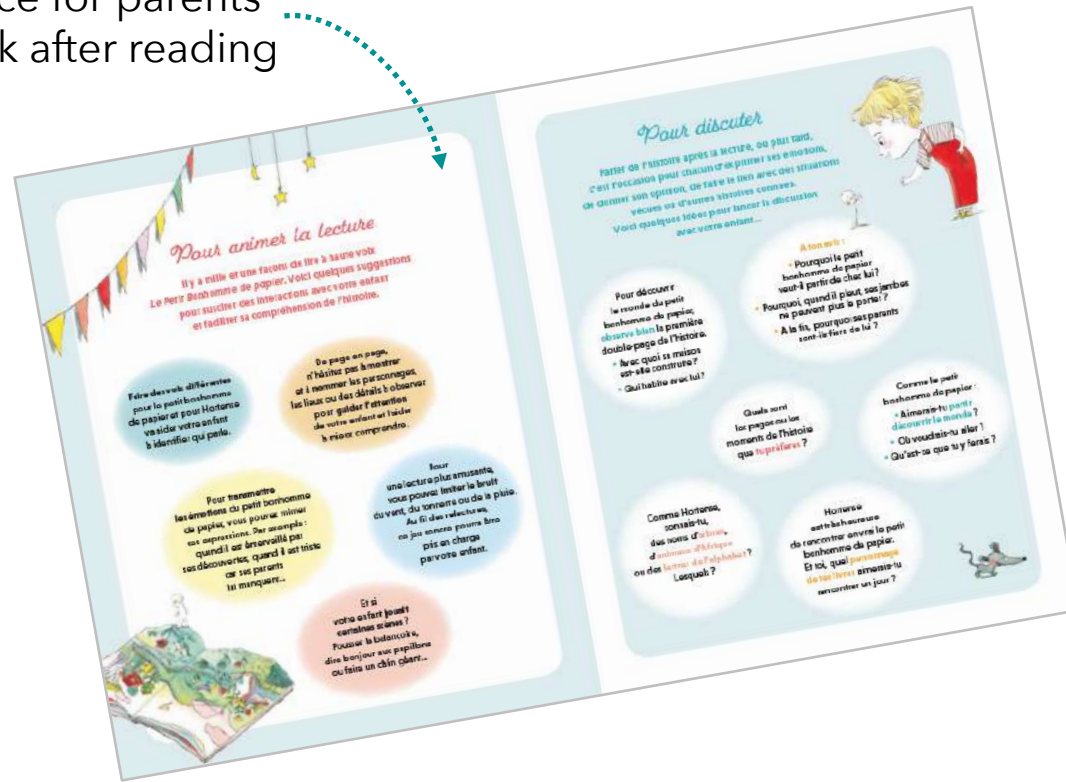 ce for parents
k after reading
Pour animer la lecture
Il y a mille et une façons de lire à haute voix
Le Petit Bonhomme de papier. Voici quelques suggestions
pour susciter des interactions avec votre enfant
et faciliter sa compréhension de l'histoire.
Faire des voix différentes
pour le petit bonhomme
de papier et pour Hortense
va aider votre enfant
à identifier qui parle.
De page en page,
n'hésitez pas à montrer
et à nommer les personnages,
les lieux ou des détails à observer
pour guider l'attention
de votre enfant et l'aider
à mieux comprendre.
Pour transmettre
les émotions du petit bonhomme
de papier, vous pouvez mimer
ses expressions. Par exemple :
quand il est émerveillé par
ses découvertes, quand il est triste
car ses parents
lui manquent...
Pour
une lecture plus amusante,
vous pouvez imiter le bruit
du vent, du tonnerre ou de la pluie.
Au fil des relectures,
ce jeu sonore pourra être
pris en charge
par votre enfant.
Et si
votre enfant jouait
certaines scènes ?
Pousser la balançoire,
dire bonjour aux papillons
ou faire un câlin géant...
Pour discuter
Parler de l'histoire après la lecture, ou plus tard,
c'est l'occasion pour chacun d'exprimer ses émotions,
de donner son opinion, de faire le lien avec des situations
vécues ou d'autres histoires connues.
Voici quelques idées pour lancer la discussion
avec votre enfant...
Pour découvrir
le monde du petit
bonhomme de papier,
observe bien la première
double-page de l'histoire.
• Avec quoi sa maison
est-elle construite ?
• Qui habite avec lui ?
A ton avis :
• Pourquoi le petit
bonhomme de papier
veut-il partir de chez lui ?
• Pourquoi, quand il pleut, ses jambes
ne peuvent plus le porter ?
• A la fin, pourquoi ses parents
sont-ils fiers de lui ?
Quels sont
les pages ou les
moments de l'histoire
que tu préfères ?
Comme le petit
bonhomme de papier :
• Aimerais-tu partir
découvrir le monde ?
• Où voudrais-tu aller ?
• Qu'est-ce que tu y ferais ?
Comme Hortense,
connais-tu,
des noms d'arbres,
d'animaux d'Afrique
ou des lettres de l'alphabet ?
Lesquels ?
Hortense
est très heureuse
de rencontrer en vrai le petit
bonhomme de papier.
Et toi, quel personnage
de tes livres aimerais-tu
rencontrer un jour ?